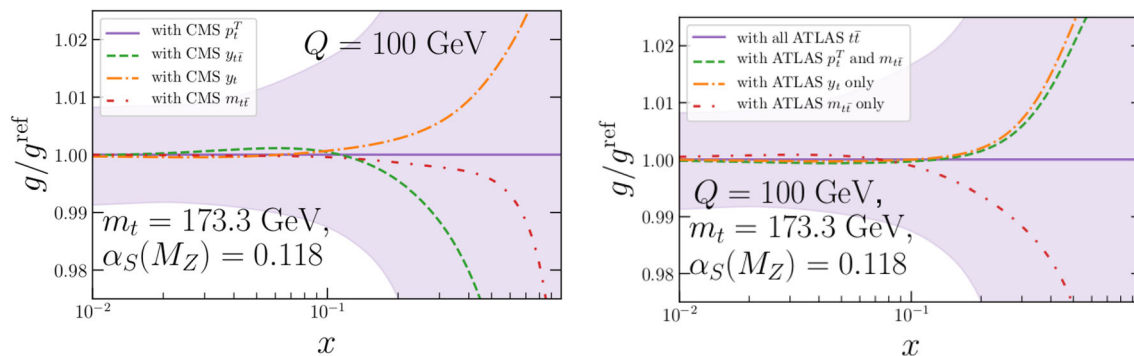 1.02
1.01
1.00
0.99
0.98
g/g^ref
with CMS p_t^T
with CMS y_{tt̄}
with CMS y_t
with CMS m_{tt̄}
Q = 100 GeV
m_t = 173.3 GeV,
α_S(M_Z) = 0.118
10^{-2}
10^{-1}
x
1.02
1.01
1.00
0.99
0.98
g/g^ref
with all ATLAS tt̄
with ATLAS p_t^T and m_{tt̄}
with ATLAS y_t only
with ATLAS m_{tt̄} only
Q = 100 GeV,
m_t = 173.3 GeV,
α_S(M_Z) = 0.118
10^{-2}
10^{-1}
x